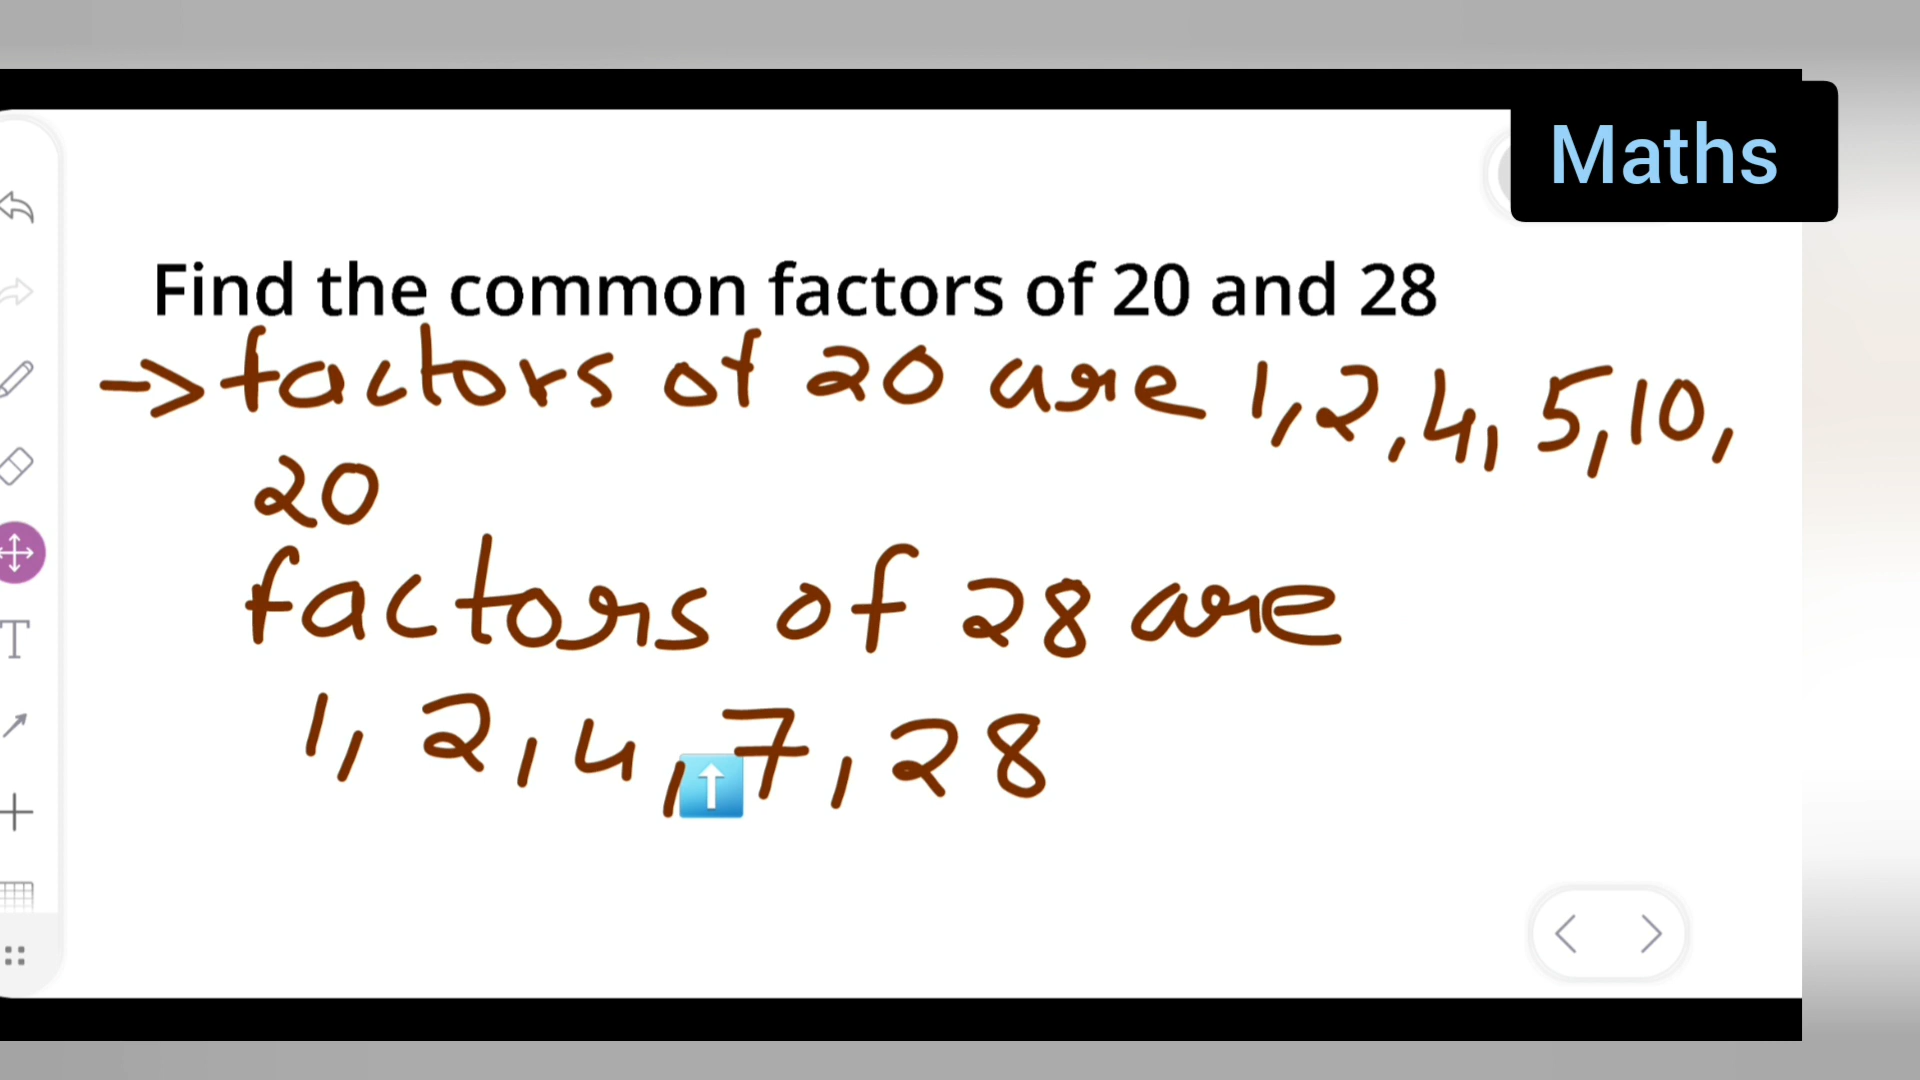 Maths
Find the common factors of 20 and 28
→ factors of 20 are 1, 2, 4, 5, 10,
20
factors of 28 are
1, 2, 4, 7, 28